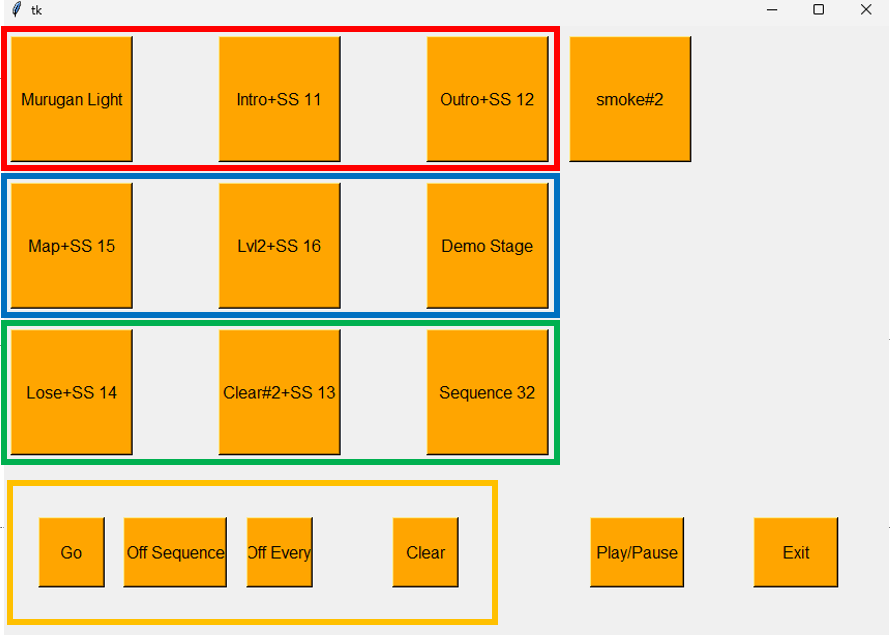 tk
Murugan Light
Intro+SS 11
Outro+SS 12
smoke#2
Map+SS 15
Lvl2+SS 16
Demo Stage
Lose+SS 14
Clear#2+SS 13
Sequence 32
Go
Off Sequence
Off Every
Clear
Play/Pause
Exit